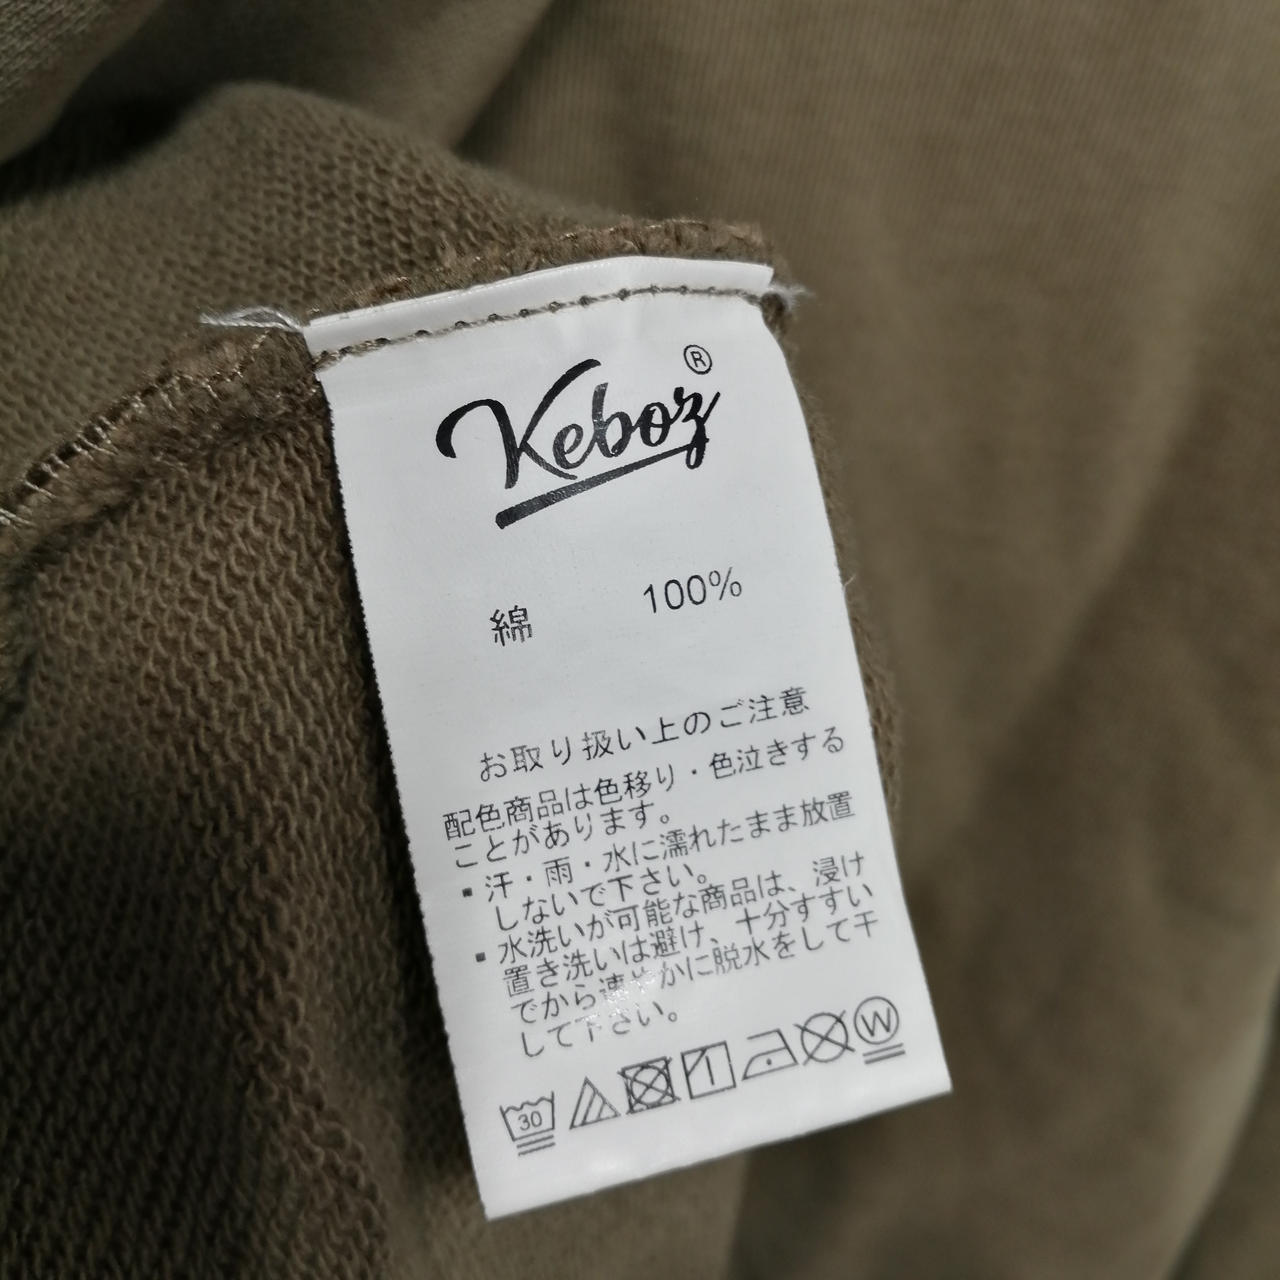 Keboz®
綿 100%
お取り扱い上のご注意
配色商品は色移り・色泣きする
ことがあります。
▪ 汗・雨・水に濡れたまま放置
しないで下さい。
▪ 水洗いが可能な商品は、浸け
置き洗いは避け、十分すすい
でから速やかに脱水をして干
して下さい。
30 W